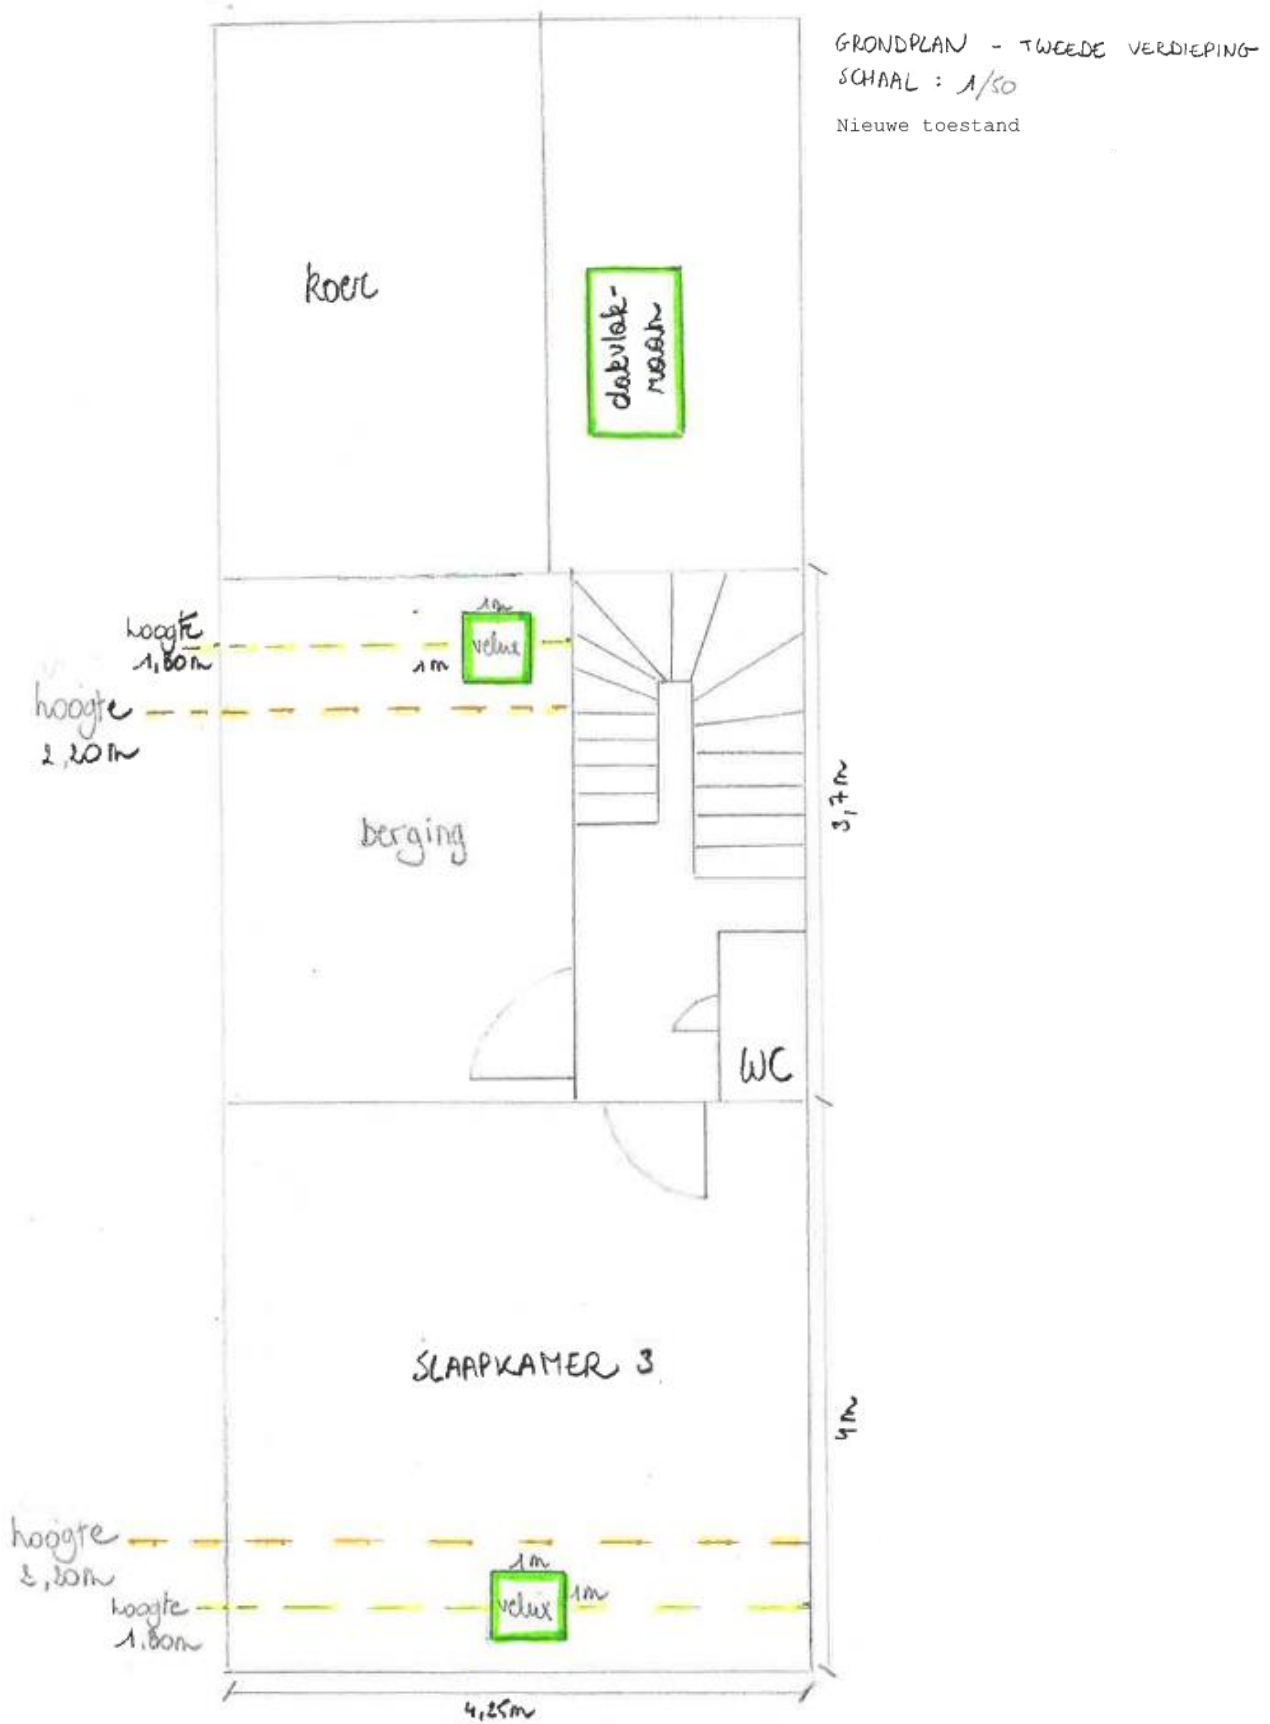 GRONDPLAN - TWEEDE VERDIEPING
SCHAAL : 1/50
Nieuwe toestand
koer
dakvlak-
raam
hoogte
1,80m
1m
velux
1m
hoogte
2,20m
berging
3,7m
WC
SLAAPKAMER 3
4m
hoogte
2,20m
1m
1m
velux
hoogte
1.80m
4,25m